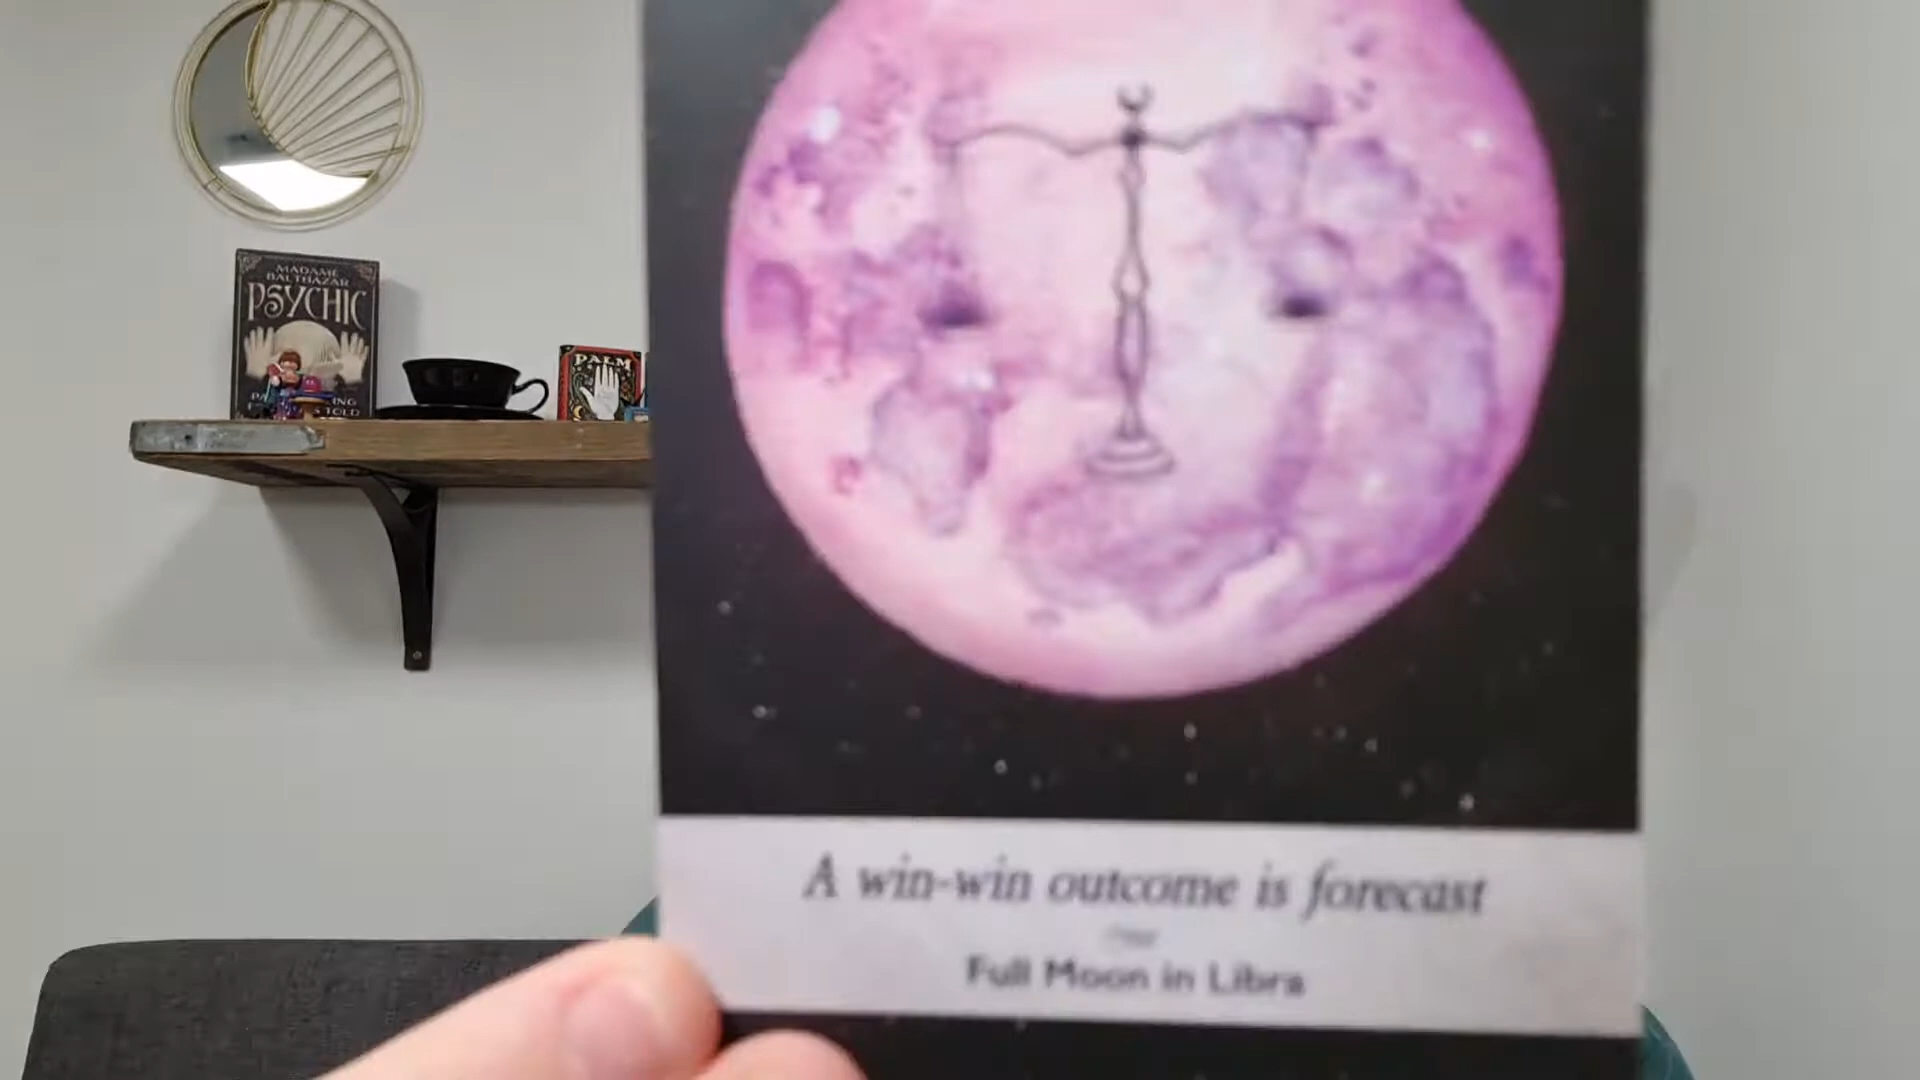 MADAME
BALTHAZAR
PSYCHIC
PALM
A win-win outcome is forecast
Full Moon in Libra